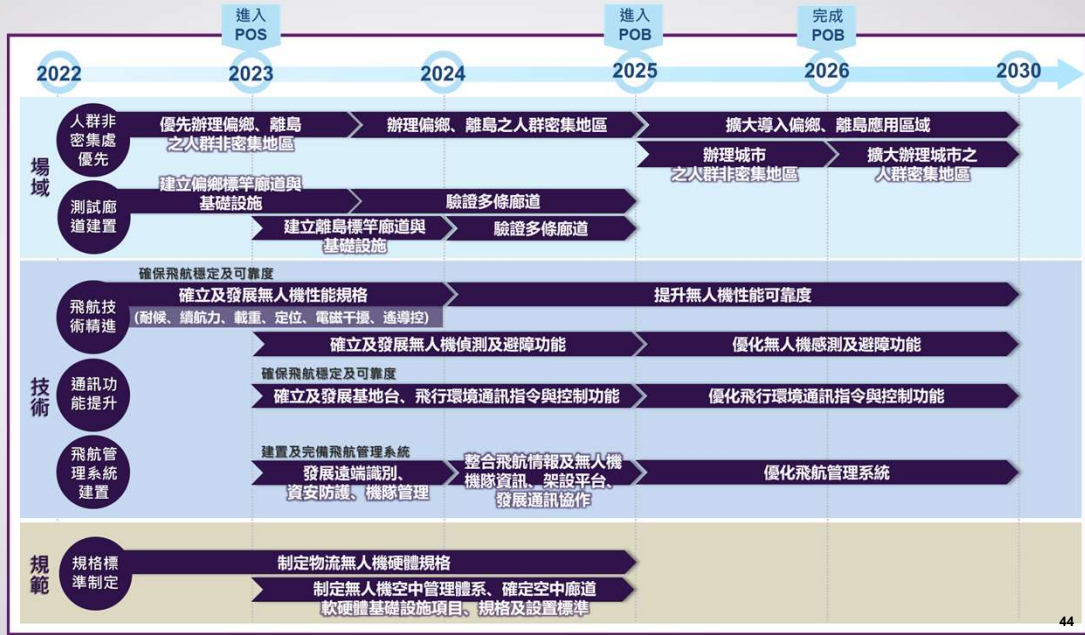 進入
POS
進入
POB
完成
POB
2022
2023
2024
2025
2026
2030
場域
人群非
密集處
優先
優先辦理偏鄉、離島
之人群非密集地區
辦理偏鄉、離島之人群密集地區
擴大導入偏鄉、離島應用區域
辦理城市
之人群非密集地區
擴大辦理城市之
人群密集地區
測試廊
道建置
建立偏鄉標竿廊道與
基礎設施
驗證多條廊道
建立離島標竿廊道與
基礎設施
驗證多條廊道
技術
飛航技
術精進
確保飛航穩定及可靠度
確立及發展無人機性能規格
(耐候、續航力、載重、定位、電磁干擾、遙導控)
提升無人機性能可靠度
確立及發展無人機偵測及避障功能
優化無人機感測及避障功能
通訊功
能提升
確保飛航穩定及可靠度
確立及發展基地台、飛行環境通訊指令與控制功能
優化飛行環境通訊指令與控制功能
飛航管
理系統
建置
建置及完備飛航管理系統
發展遠端識別、
資安防護、機隊管理
整合飛航情報及無人機
機隊資訊、架設平台、
發展通訊協作
優化飛航管理系統
規範
規格標
準制定
制定物流無人機硬體規格
制定無人機空中管理體系、確定空中廊道
軟硬體基礎設施項目、規格及設置標準
44